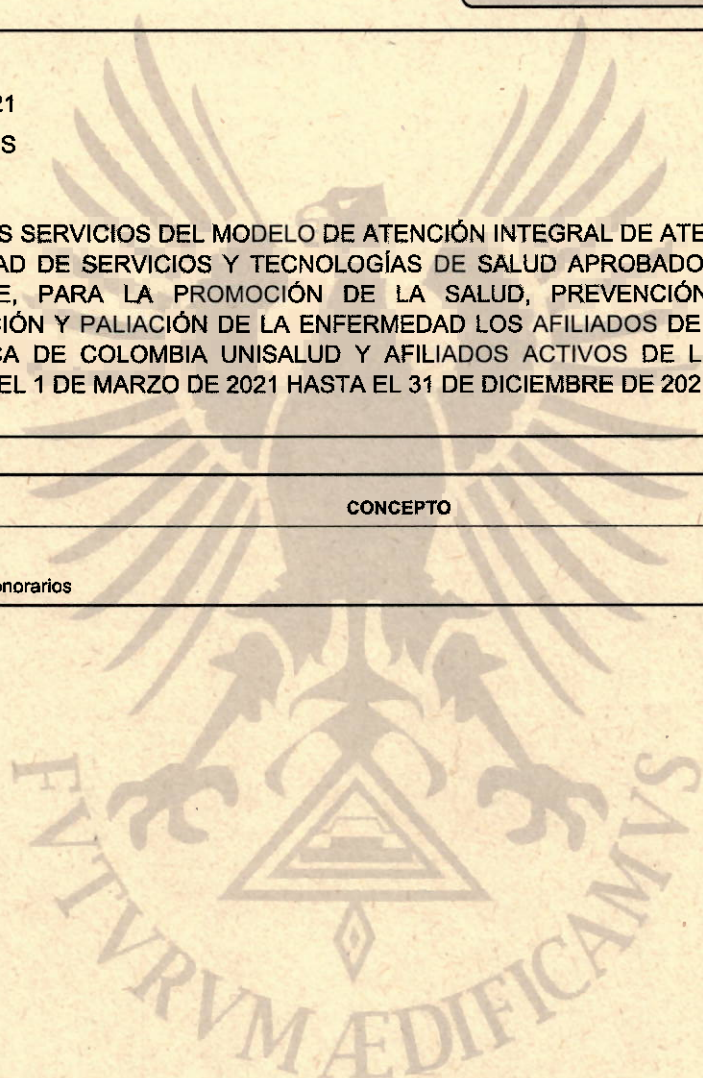 21
S
S SERVICIOS DEL MODELO DE ATENCIÓN INTEGRAL DE ATE
AD DE SERVICIOS Y TECNOLOGÍAS DE SALUD APROBADO
E, PARA LA PROMOCIÓN DE LA SALUD, PREVENCIÓN
CIÓN Y PALIACIÓN DE LA ENFERMEDAD LOS AFILIADOS DE
CA DE COLOMBIA UNISALUD Y AFILIADOS ACTIVOS DE L
EL 1 DE MARZO DE 2021 HASTA EL 31 DE DICIEMBRE DE 202
CONCEPTO
onorarios
FVTVRVM ÆDIFICAMVS